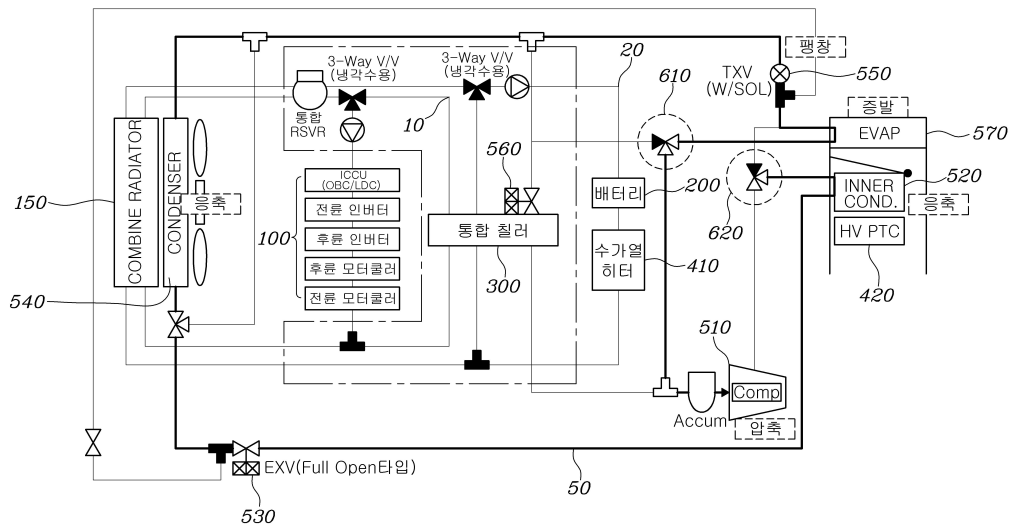 팽창
3-Way V/V
(냉각수용)
3-Way V/V
(냉각수용)
20
610
TXV
(W/SOL)
550
통합
RSVR
10
증발
EVAP
570
560
150
COMBINE RADIATOR
CONDENSER
응축
ICCU
(OBC/LDC)
전륜 인버터
후륜 인버터
후륜 모터쿨러
전륜 모터쿨러
100
통합 칠러
300
배터리
200
수가열
히터
410
620
INNER
COND.
520
응축
HV PTC
420
540
510
Comp
Accum
압축
EXV(Full Open타입)
530
50